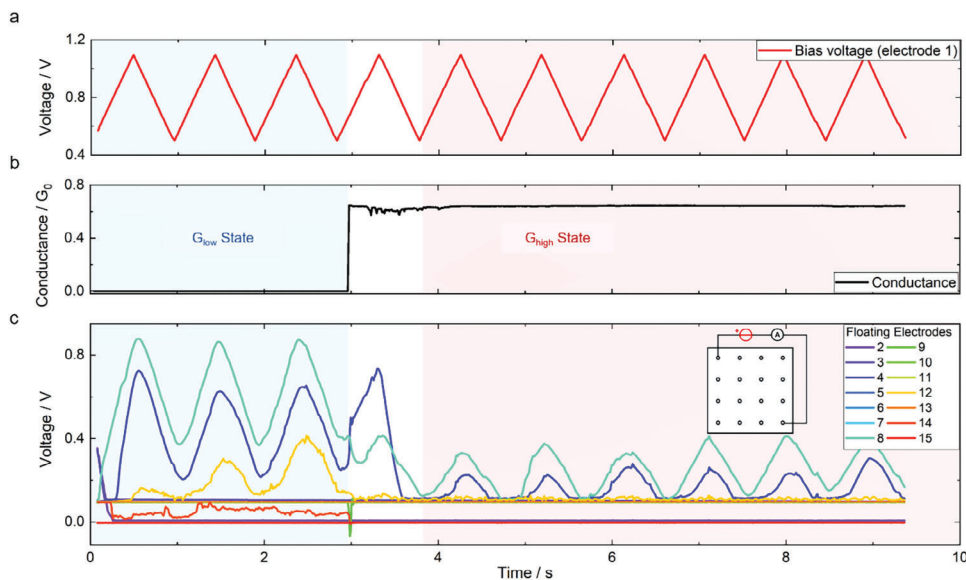 a
1.2
0.8
0.4
Voltage / V
Bias voltage (electrode 1)
b
0.8
0.4
0.0
Conductance / G₀
G_low State
G_high State
Conductance
c
0.8
0.4
0.0
Voltage / V
+
A
Floating Electrodes
2 9
3 10
4 11
5 12
6 13
7 14
8 15
0 2 4 6 8 10
Time / s